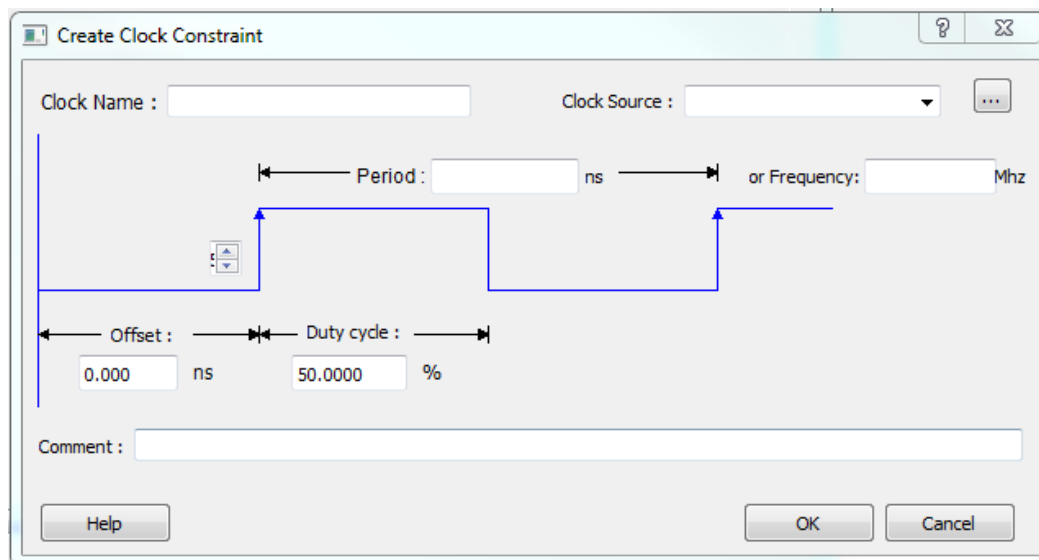 Create Clock Constraint
Clock Name : Clock Source : ...
Period : ns or Frequency: Mhz
Offset : Duty cycle :
0.000 ns 50.0000 %
Comment :
Help OK Cancel